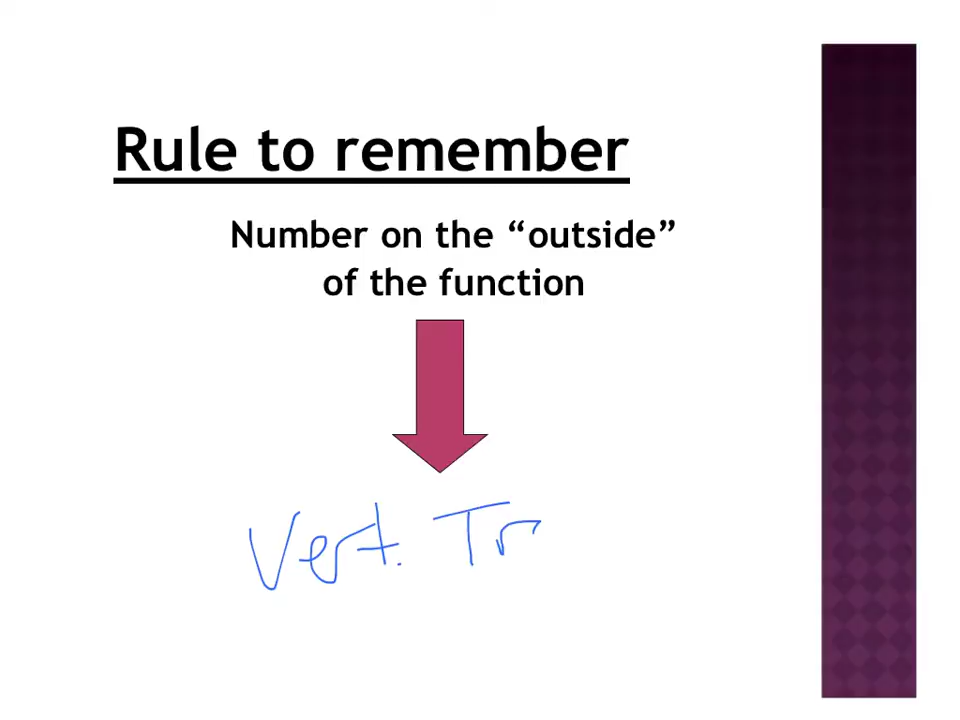 Rule to remember
Number on the “outside”
of the function
Vert. Tr